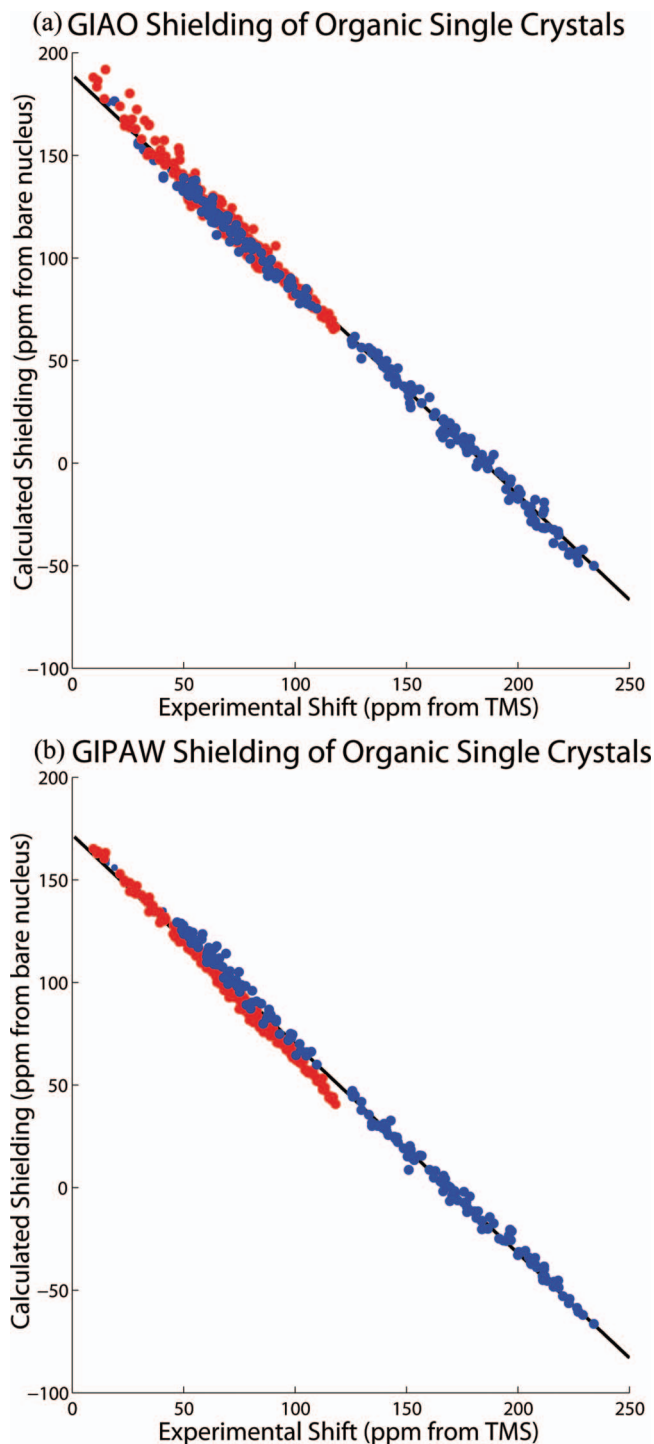 (a) GIAO Shielding of Organic Single Crystals
200
150
100
50
0
−50
−100
Calculated Shielding (ppm from bare nucleus)
0 50 100 150 200 250
Experimental Shift (ppm from TMS)
(b) GIPAW Shielding of Organic Single Crystals
200
150
100
50
0
−50
−100
Calculated Shielding (ppm from bare nucleus)
0 50 100 150 200 250
Experimental Shift (ppm from TMS)